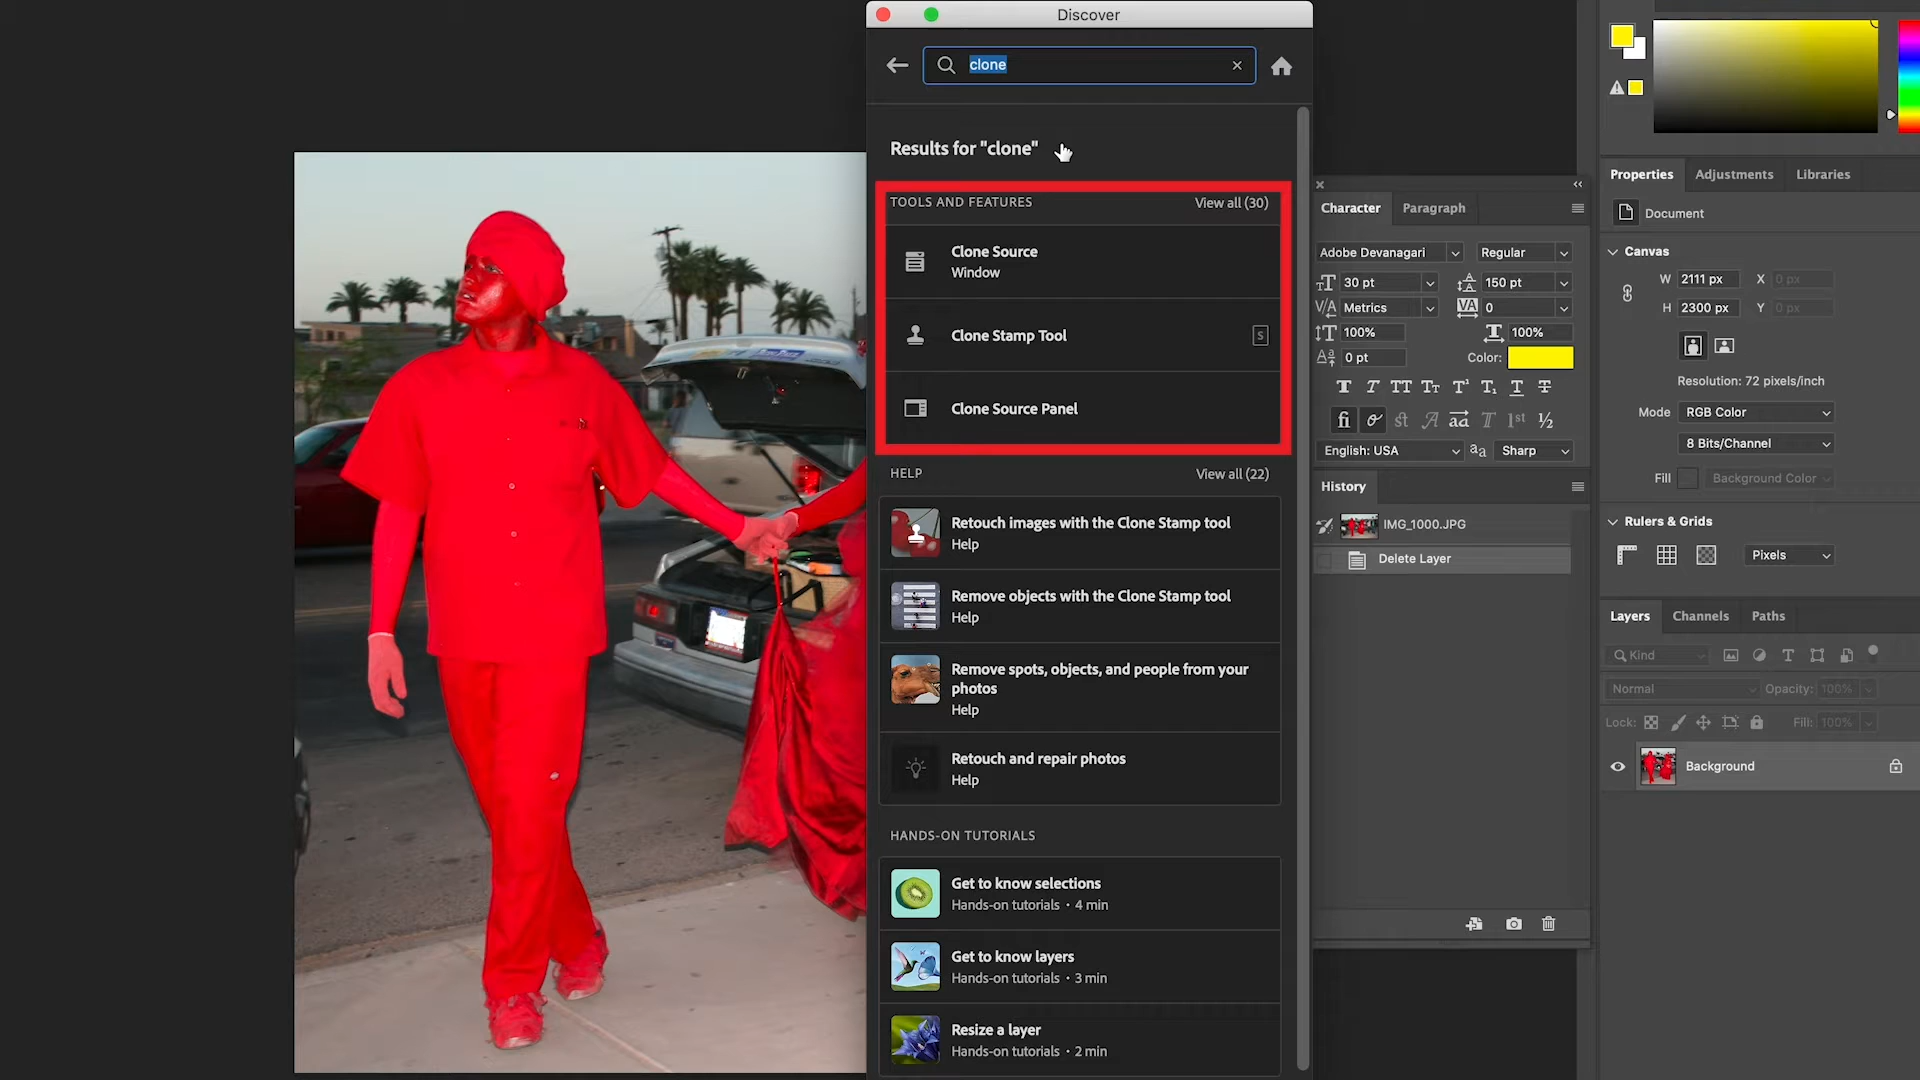 Discover
clone
Results for "clone"
TOOLS AND FEATURES View all (30)
Clone Source
Window
Clone Stamp Tool S
Clone Source Panel
HELP View all (22)
Retouch images with the Clone Stamp tool
Help
Remove objects with the Clone Stamp tool
Help
Remove spots, objects, and people from your
photos
Help
Retouch and repair photos
Help
HANDS-ON TUTORIALS
Get to know selections
Hands-on tutorials • 4 min
Get to know layers
Hands-on tutorials • 3 min
Resize a layer
Hands-on tutorials • 2 min
Character Paragraph
Adobe Devanagari Regular
30 pt 150 pt
Metrics 0
100% 100%
0 pt Color:
English: USA Sharp
History
IMG_1000.JPG
Delete Layer
Properties Adjustments Libraries
Document
Canvas
W 2111 px X 0 px
H 2300 px Y 0 px
Resolution: 72 pixels/inch
Mode RGB Color
8 Bits/Channel
Fill Background Color
Rulers & Grids
Pixels
Layers Channels Paths
Kind
Normal Opacity: 100%
Lock: Fill: 100%
Background